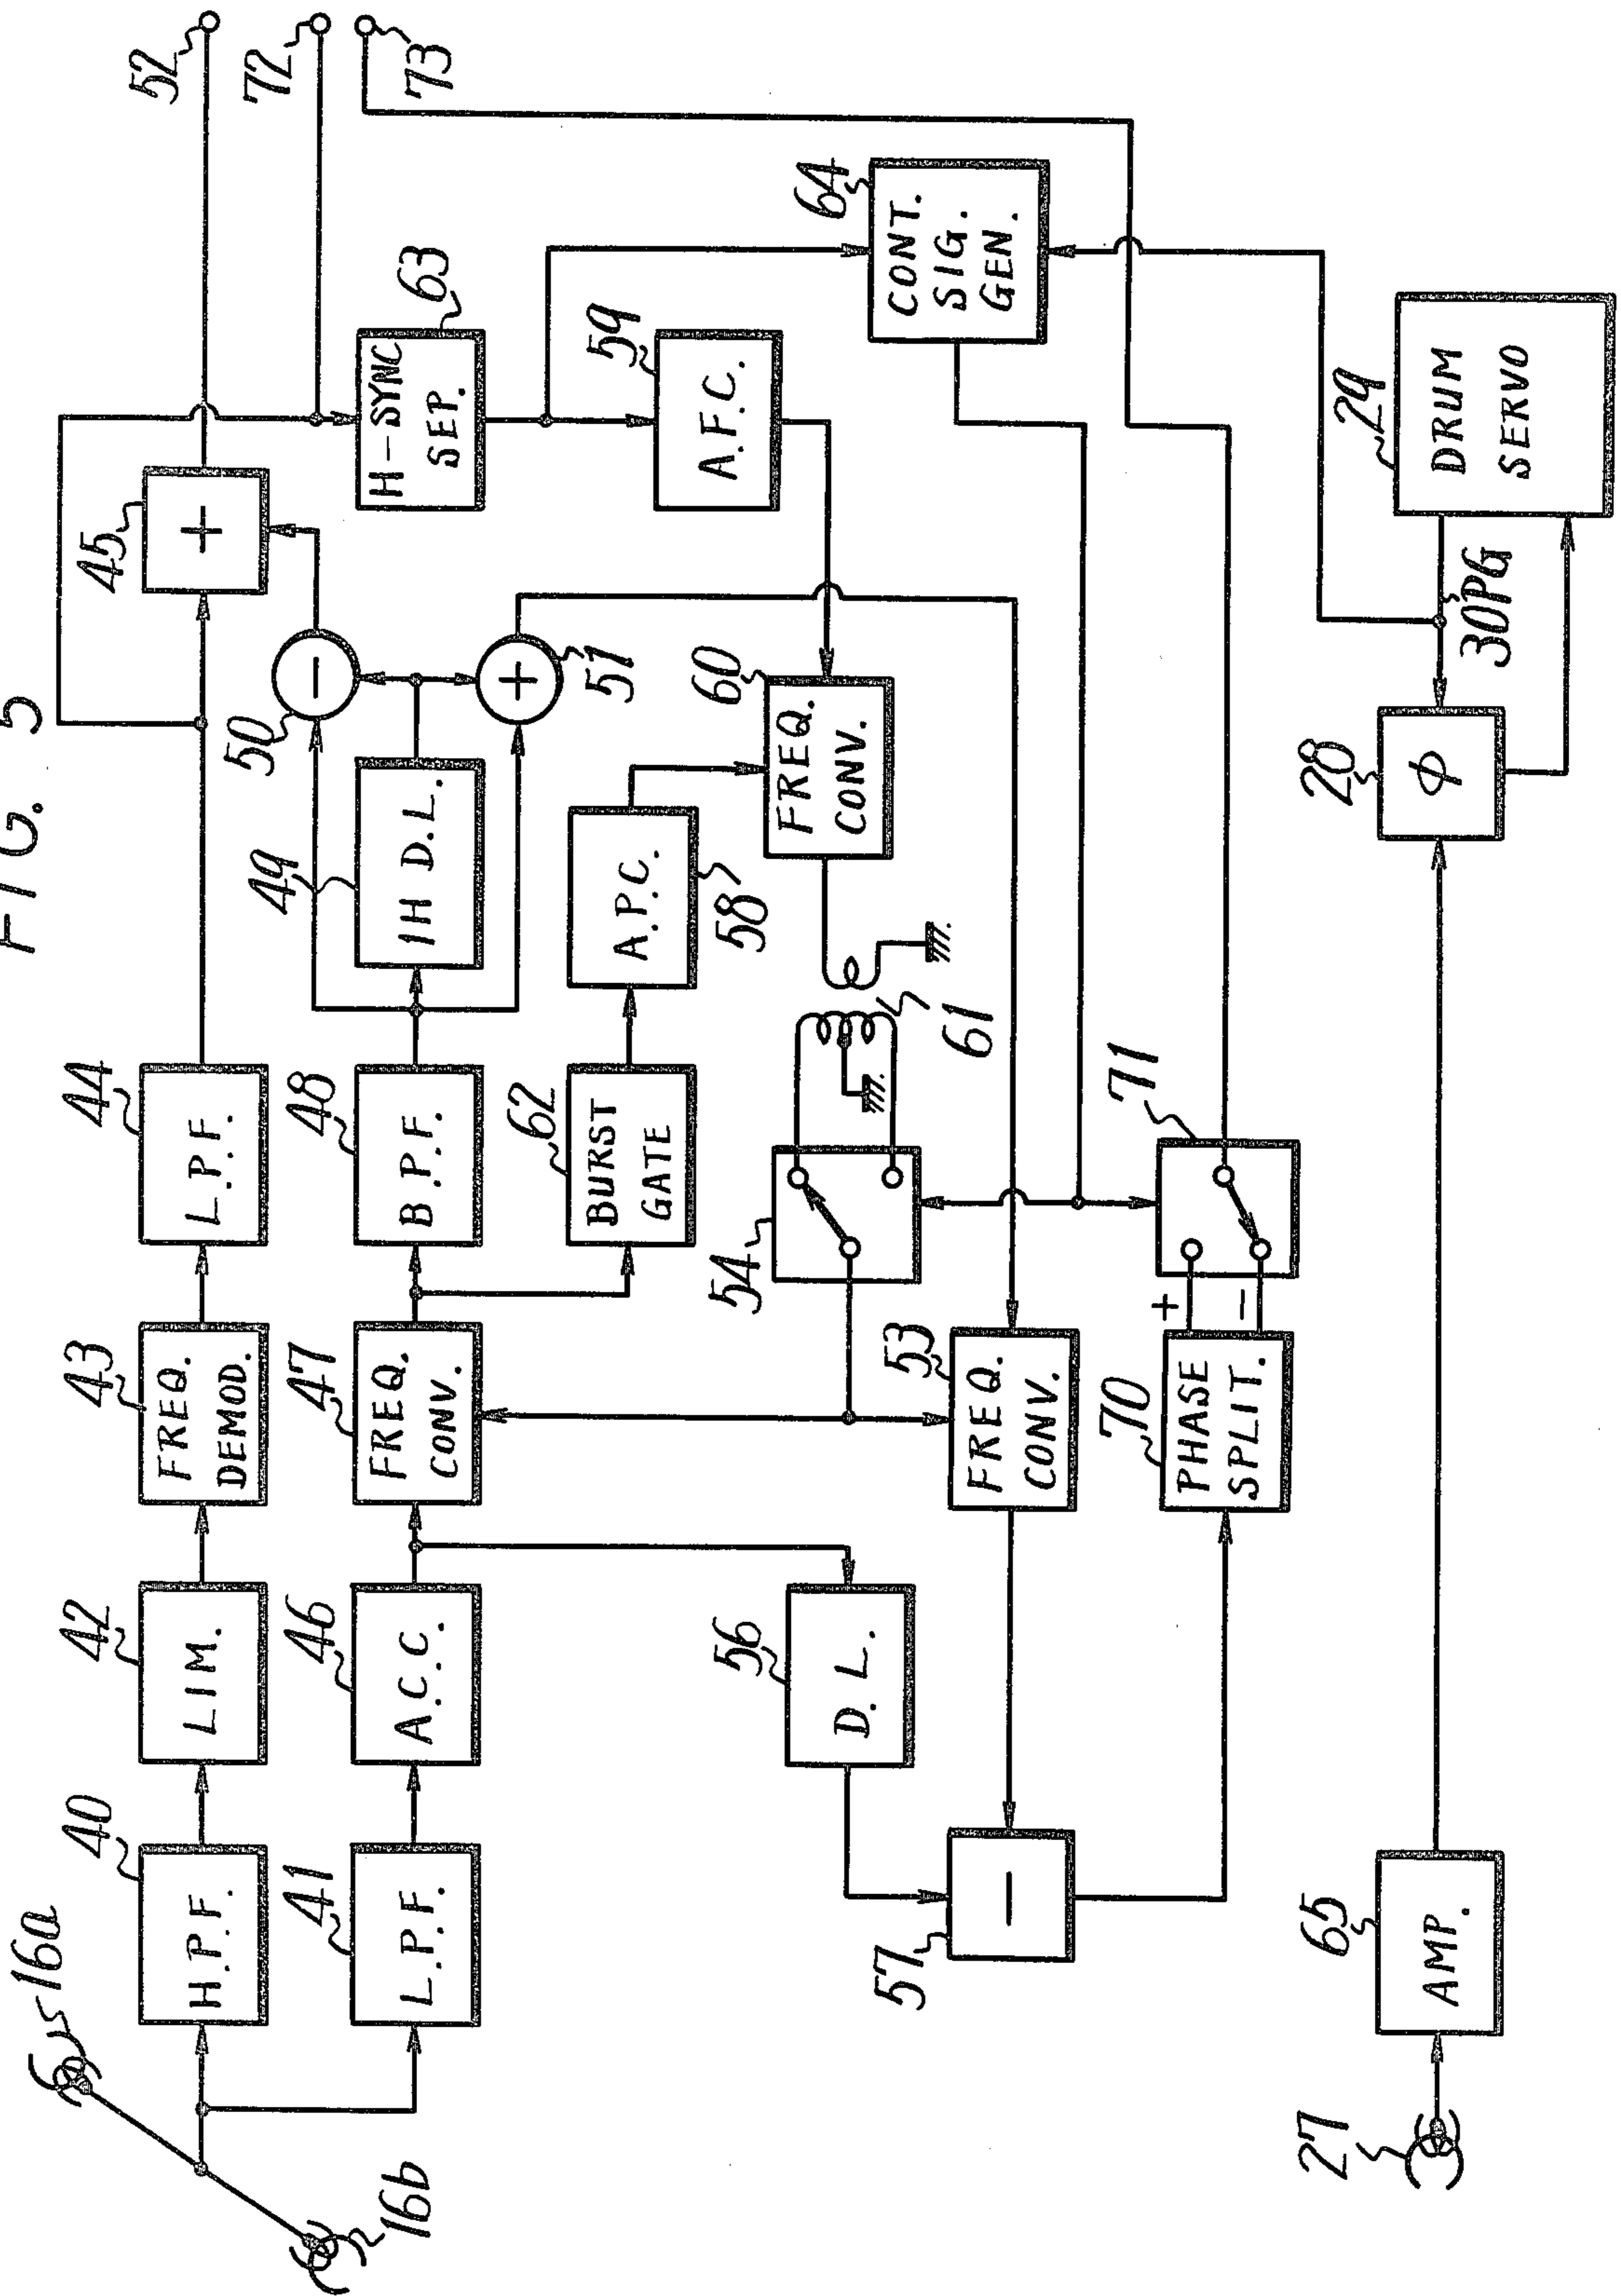 FIG. 5
16a
16b
40
H.P.F.
42
LIM.
43
FREQ.
DEMOD.
44
L.P.F.
45
+
52
72
73
41
L.P.F.
46
A.C.C.
47
FREQ.
CONV.
48
B.P.F.
49
1H D.L.
50
−
51
+
63
H-SYNC
SEP.
62
BURST
GATE
58
A.P.C.
59
A.F.C.
60
FREQ.
CONV.
61
54
64
CONT.
SIG.
GEN.
56
D.L.
53
FREQ.
CONV.
57
−
70
PHASE
SPLIT.
+
−
71
27
65
AMP.
28
φ
30PG
29
DRUM
SERVO